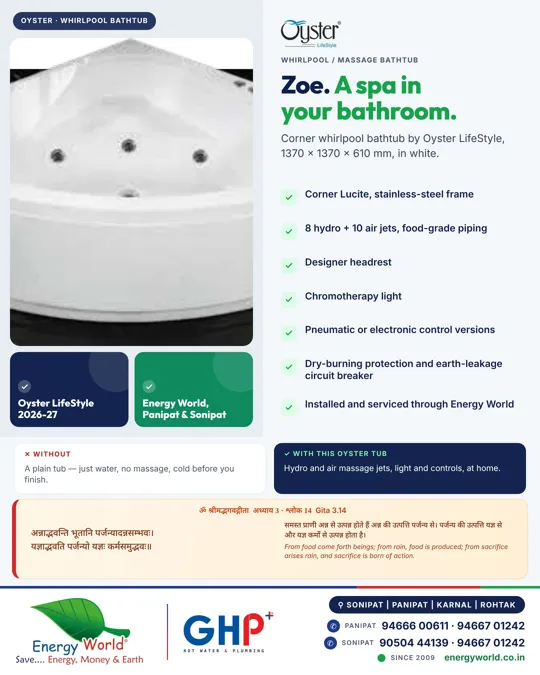 OYSTER · WHIRLPOOL BATHTUB
Oyster®
LifeStyle
WHIRLPOOL / MASSAGE BATHTUB
Zoe. A spa in
your bathroom.
Corner whirlpool bathtub by Oyster LifeStyle,
1370 × 1370 × 610 mm, in white.
✓ Corner Lucite, stainless-steel frame
✓ 8 hydro + 10 air jets, food-grade piping
✓ Designer headrest
✓ Chromotherapy light
✓ Pneumatic or electronic control versions
✓ Dry-burning protection and earth-leakage
circuit breaker
✓ Installed and serviced through Energy World
✓
Oyster LifeStyle
2026-27
✓
Energy World,
Panipat & Sonipat
✕ WITHOUT
A plain tub — just water, no massage, cold before you
finish.
✓ WITH THIS OYSTER TUB
Hydro and air massage jets, light and controls, at home.
ॐ श्रीमद्भगवद्गीता अध्याय 3 · श्लोक 14 Gita 3.14
अन्नाद्भवन्ति भूतानि पर्जन्यादन्नसम्भवः।
यज्ञाद्भवति पर्जन्यो यज्ञः कर्मसमुद्भवः॥
समस्त प्राणी अन्न से उत्पन्न होते हैं अन्न की उत्पत्ति पर्जन्य से। पर्जन्य की उत्पत्ति यज्ञ से
और यज्ञ कर्मों से उत्पन्न होता है।
From food come forth beings; from rain, food is produced; from sacrifice
arises rain, and sacrifice is born of action.
Energy World®
Save.... Energy, Money & Earth
GHP+
HOT WATER & PLUMBING
SONIPAT | PANIPAT | KARNAL | ROHTAK
PANIPAT 94666 00611 · 94667 01242
SONIPAT 90504 44139 · 94667 01242
SINCE 2009 energyworld.co.in